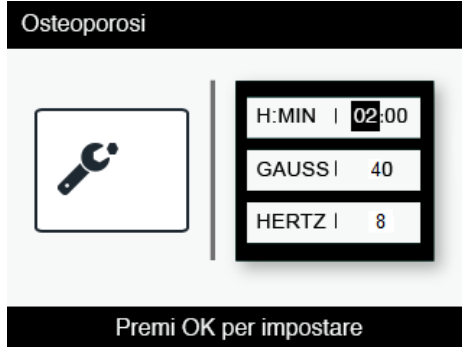 Osteoporosi
H:MIN | 02:00
GAUSS | 40
HERTZ | 8
Premi OK per impostare